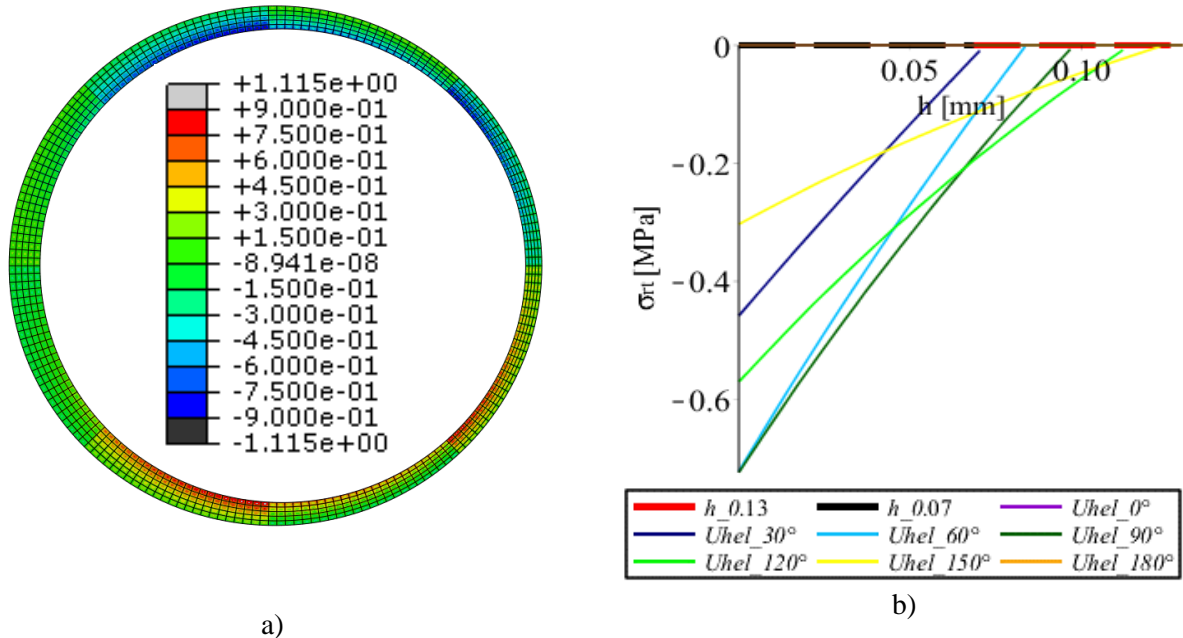 +1.115e+00
+9.000e-01
+7.500e-01
+6.000e-01
+4.500e-01
+3.000e-01
+1.500e-01
-8.941e-08
-1.500e-01
-3.000e-01
-4.500e-01
-6.000e-01
-7.500e-01
-9.000e-01
-1.115e+00
a)
0
0.05 0.10
h [mm]
-0.2
σrt [MPa]
-0.4
-0.6
h_0.13 h_0.07 Uhel_0°
Uhel_30° Uhel_60° Uhel_90°
Uhel_120° Uhel_150° Uhel_180°
b)